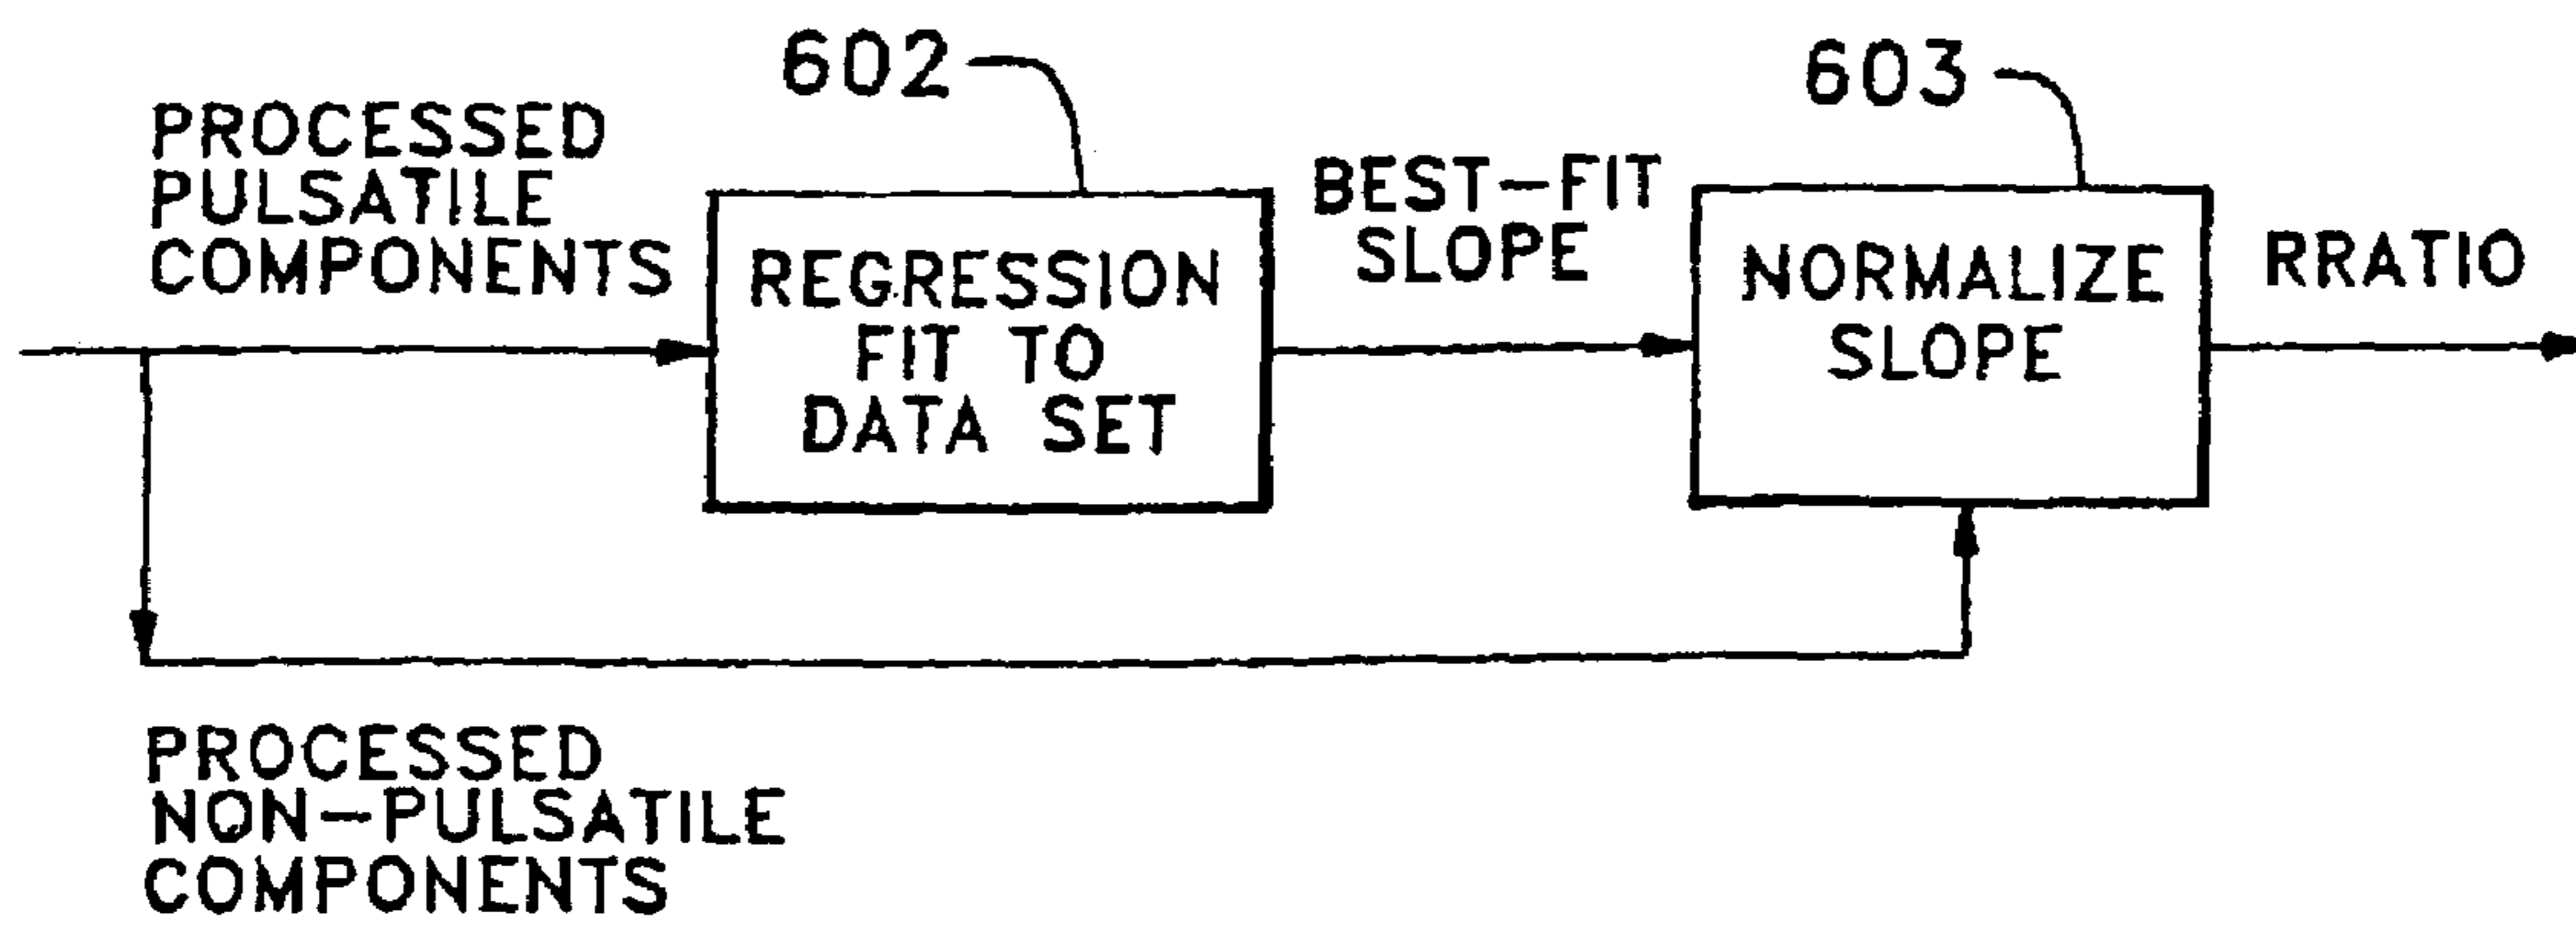 602
603
PROCESSED
PULSATILE
COMPONENTS
REGRESSION
FIT TO
DATA SET
BEST-FIT
SLOPE
NORMALIZE
SLOPE
RRATIO
PROCESSED
NON-PULSATILE
COMPONENTS